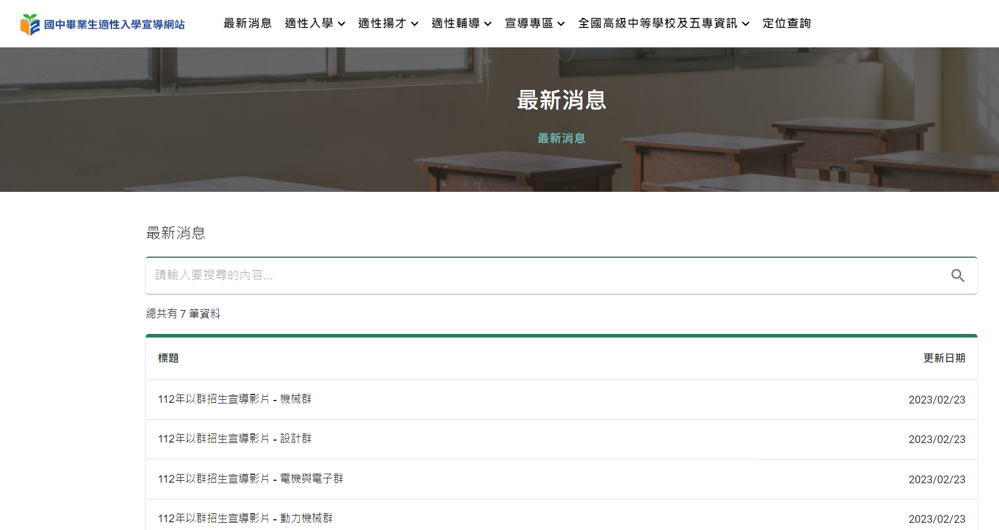 國中畢業生適性入學宣導網站
最新消息 適性入學 適性揚才 適性輔導 宣導專區 全國高級中等學校及五專資訊 定位查詢
最新消息
最新消息
最新消息
請輸入要搜尋的內容...
總共有 7 筆資料
標題 更新日期
112年以群招生宣導影片 - 機械群 2023/02/23
112年以群招生宣導影片 - 設計群 2023/02/23
112年以群招生宣導影片 - 電機與電子群 2023/02/23
112年以群招生宣導影片 - 動力機械群 2023/02/23